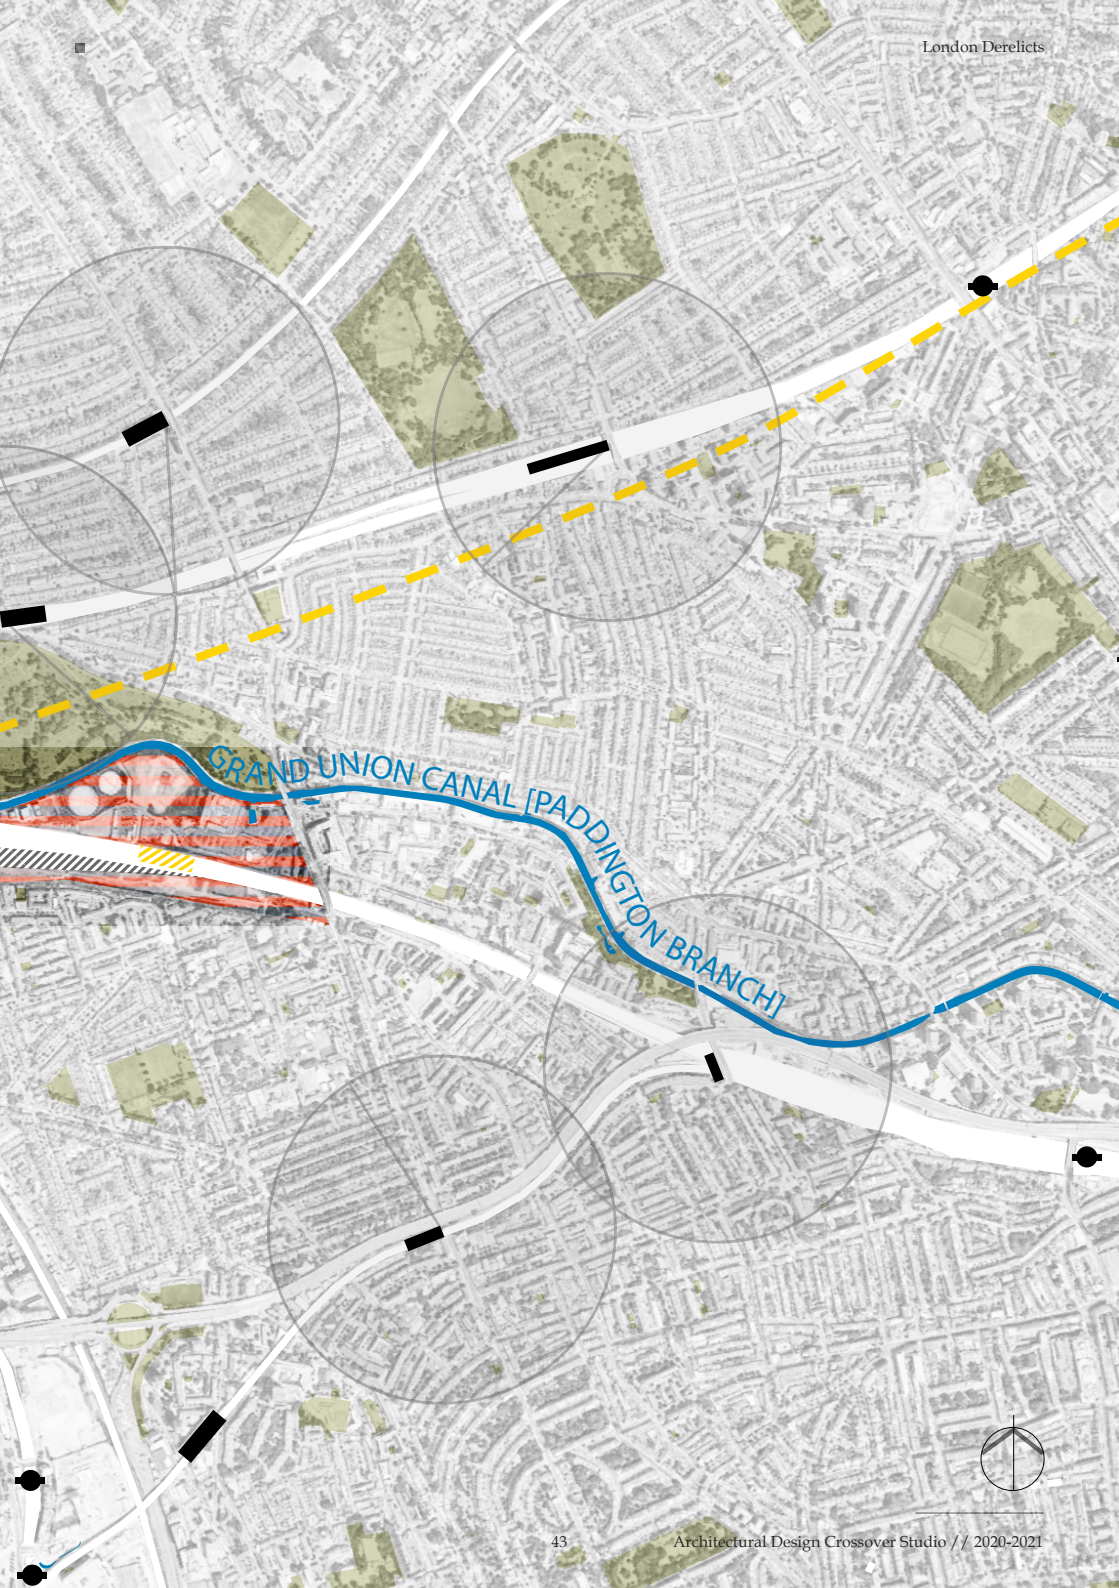 London Derelicts
GRAND UNION CANAL [PADDINGTON BRANCH]
43
Architectural Design Crossover Studio // 2020-2021